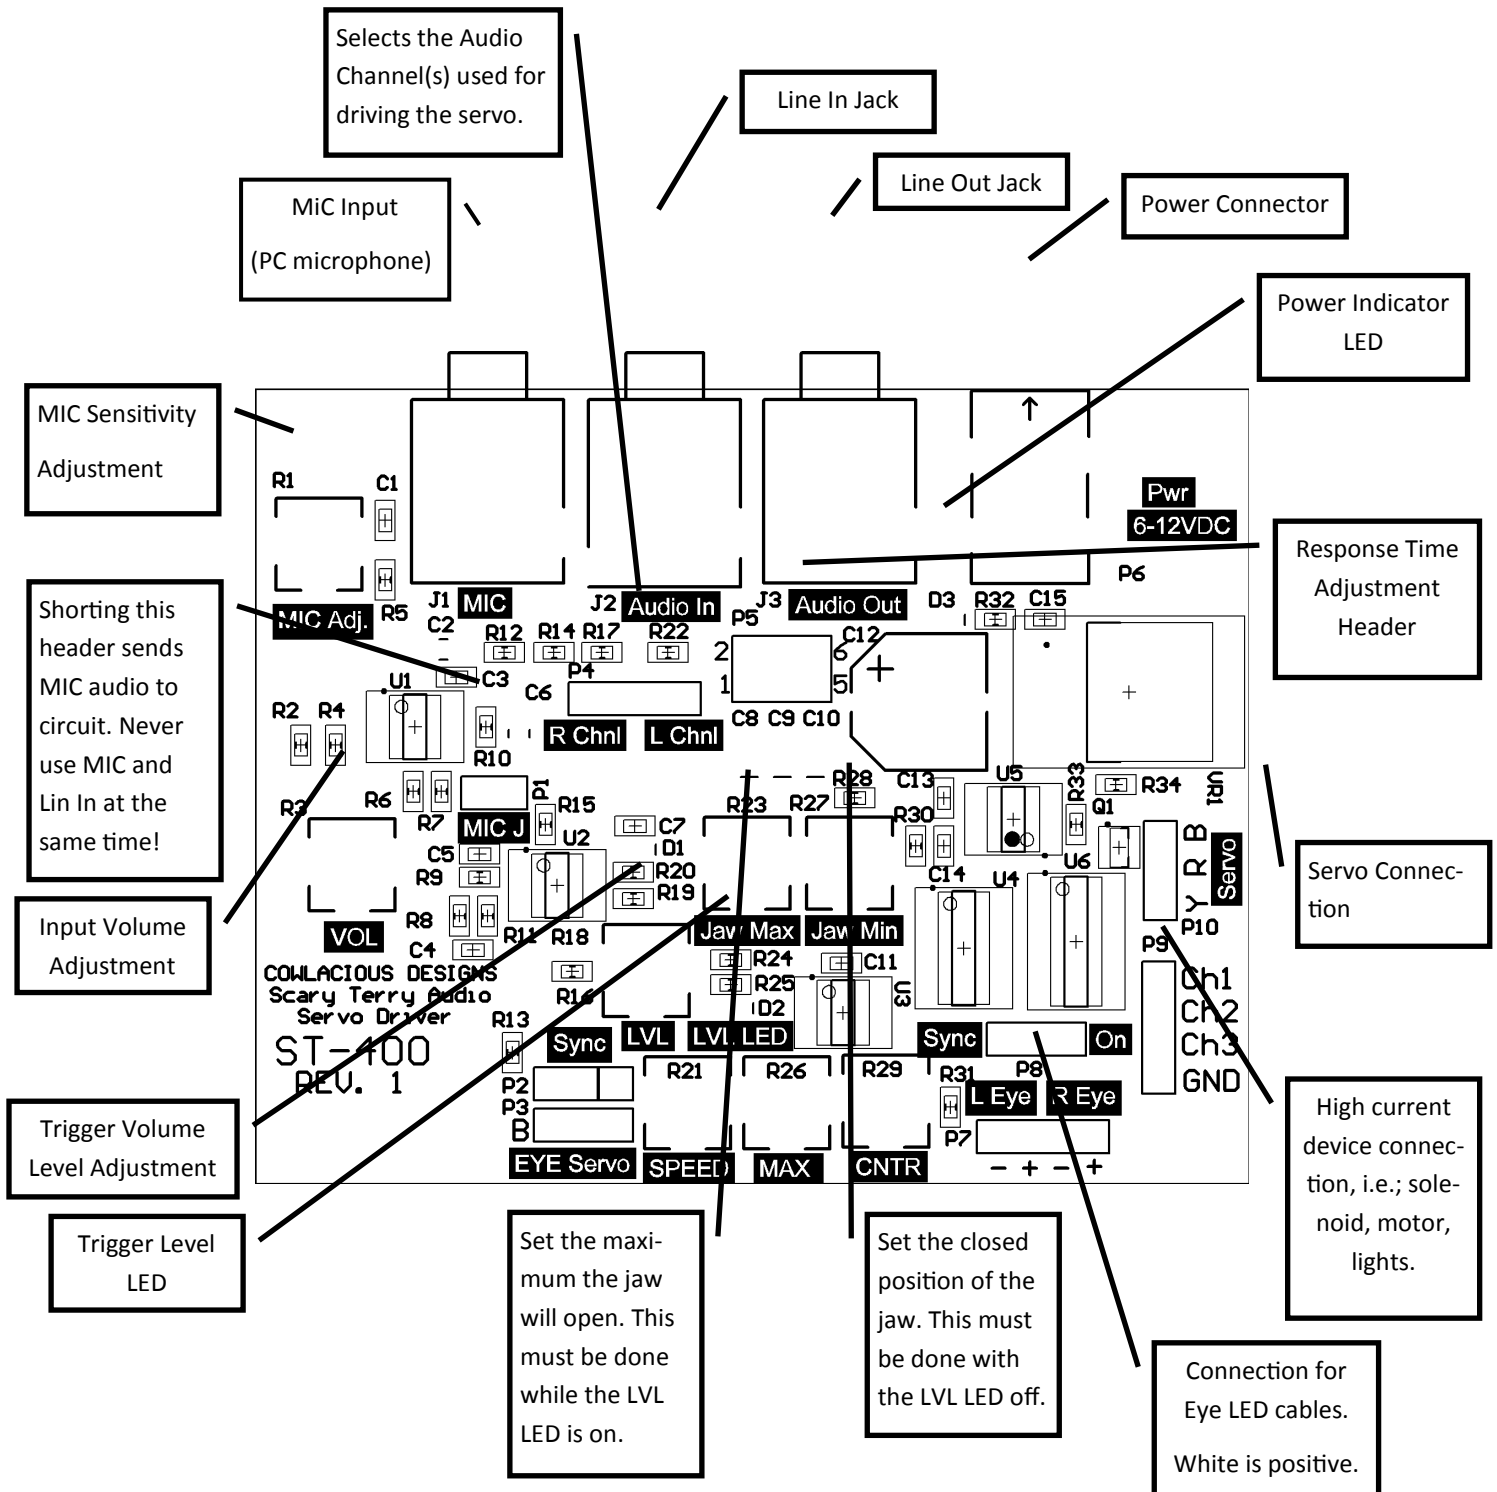 Selects the Audio
Channel(s) used for
driving the servo.
Line In Jack
MiC Input
(PC microphone)
Line Out Jack
Power Connector
Power Indicator
LED
MIC Sensitivity
Adjustment
R1
C1
Pwr
6-12VDC
Response Time
Adjustment
Header
Shorting this
header sends
MIC audio to
circuit. Never
use MIC and
Lin In at the
same time!
MIC Adj.
R5
J1
MIC
J2
Audio In
J3
Audio Out
D3
R32
C15
P6
C2
R12
R14
R17
R22
P5
2
6
1
5
C12
U1
C3
C6
P4
R Chnl
L Chnl
C8
C9
C10
R2
R4
R10
R3
R6
R7
P1
MIC J
R15
R23
R27
R28
C13
U5
R33
R34
VR1
Q1
C5
R9
U2
C7
D1
R20
R19
R30
C14
U4
U6
Y R B
Servo
P10
Servo Connec-
tion
Input Volume
Adjustment
VOL
R8
C4
R11
R18
R16
Jaw Max
Jaw Min
R24
R25
C11
D2
U3
P9
Ch1
Ch2
Ch3
GND
COWLACIOUS DESIGNS
Scary Terry Audio
Servo Driver
ST-400
REV. 1
R13
Sync
LVL
LVL LED
Sync
On
P2
P3
B
EYE Servo
R21
SPEED
R26
MAX
R29
CNTR
R31
P8
L Eye
R Eye
P7
- + - +
Trigger Volume
Level Adjustment
Trigger Level
LED
Set the maxi-
mum the jaw
will open. This
must be done
while the LVL
LED is on.
Set the closed
position of the
jaw. This must
be done with
the LVL LED off.
High current
device connec-
tion, i.e.; sole-
noid, motor,
lights.
Connection for
Eye LED cables.
White is positive.